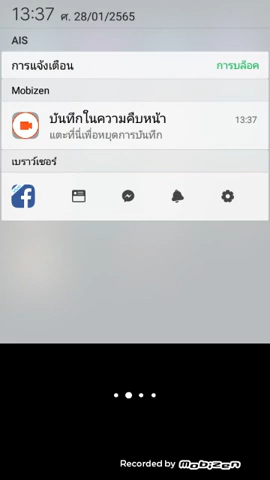 13:37 ศ. 28/01/2565
AIS
การแจ้งเตือน การบล็อค
Mobizen
บันทึกในความคืบหน้า 13:37
แตะที่นี่เพื่อหยุดการบันทึก
เบราว์เซอร์
Recorded by mobizen